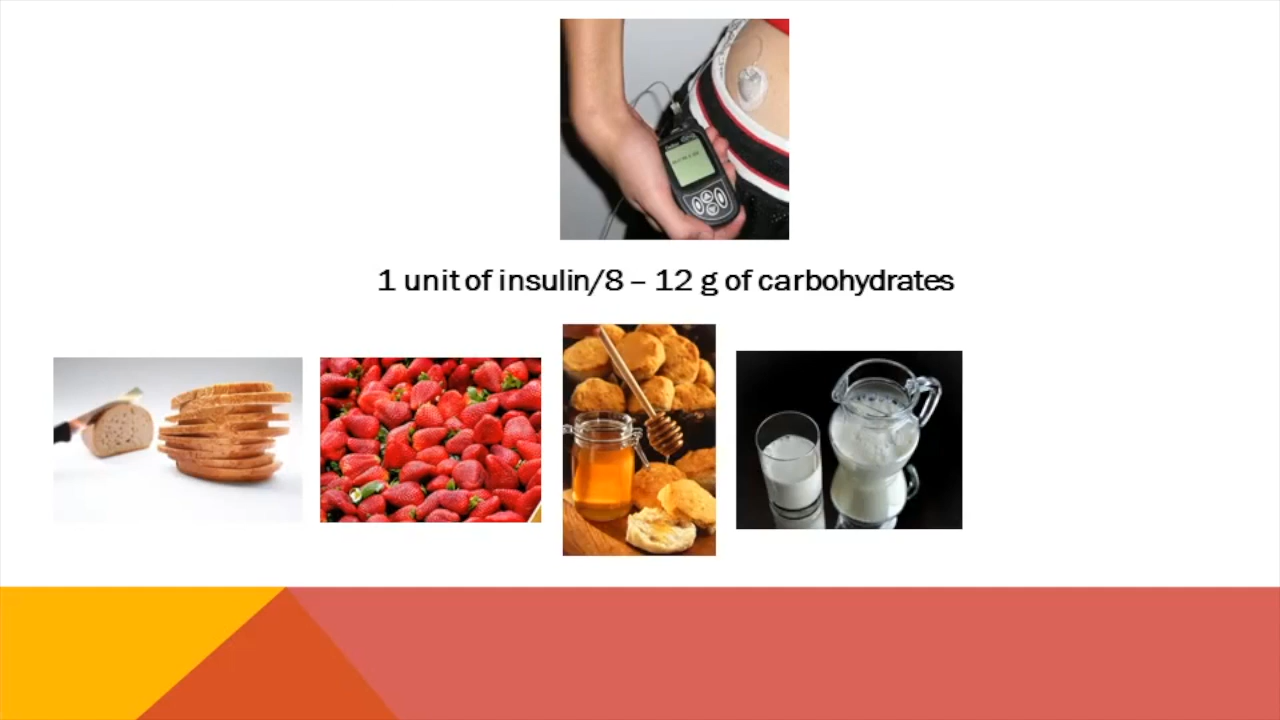 1 unit of insulin/8 – 12 g of carbohydrates